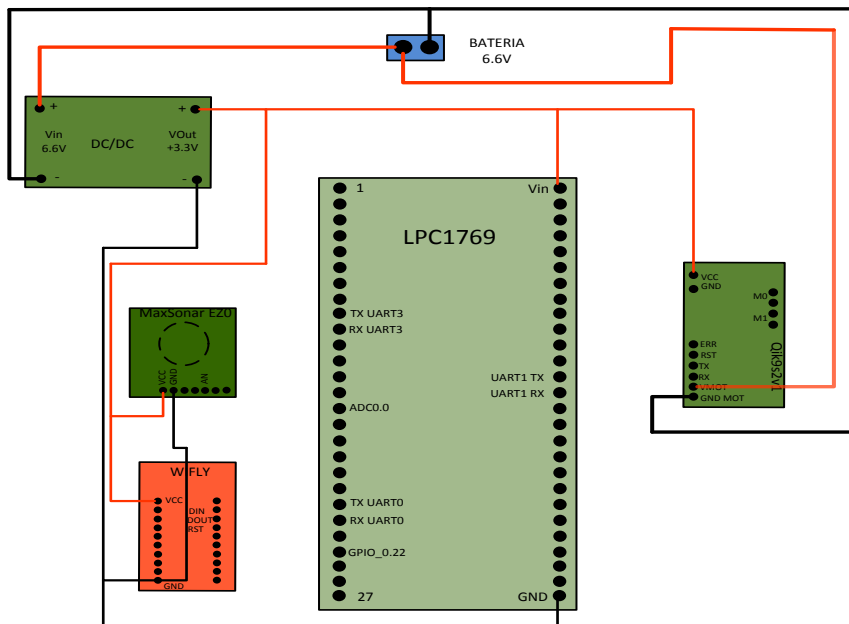 BATERIA
6.6V
+
+
Vin
6.6V
DC/DC
VOut
+3.3V
-
-
1
Vin
LPC1769
TX UART3
RX UART3
UART1 TX
UART1 RX
ADC0.0
TX UART0
RX UART0
GPIO_0.22
27
GND
MaxSonar EZ0
VCC
GND
AN
WIFLY
VCC
DIN
DOUT
RST
GND
VCC
GND
M0
M1
ERR
RST
TX
RX
VMOT
GND MOT
Qik9s2v1